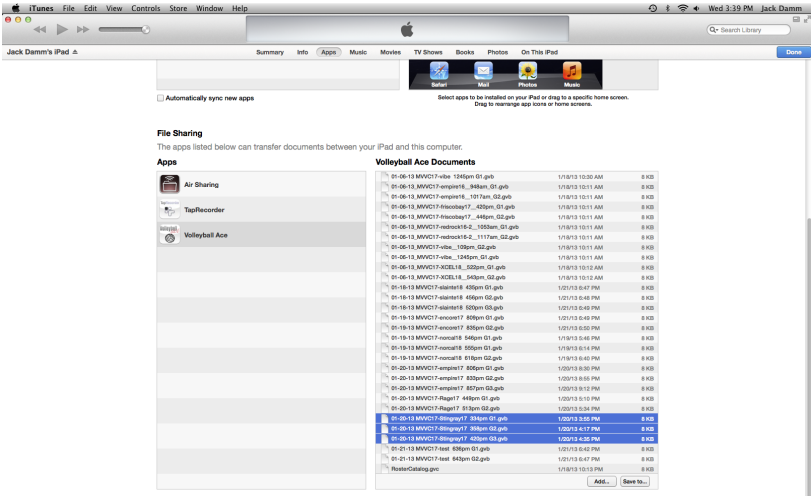 iTunes File Edit View Controls Store Window Help Wed 3:39 PM Jack Damm
Search Library
Jack Damm's iPad Summary Info Apps Music Movies TV Shows Books Photos On This iPad Done
Safari Mail Photos Music
Automatically sync new apps
Select apps to be installed on your iPad or drag to a specific home screen.
Drag to rearrange app icons or home screens.
File Sharing
The apps listed below can transfer documents between your iPad and this computer.
Apps
Air Sharing
TapRecorder
Volleyball Ace
Volleyball Ace Documents
01-06-13 MVVC17-vibe 1245pm G1.gvb 1/18/13 10:30 AM 8 KB
01-06-13_MVVC17-empire16__948am_G1.gvb 1/18/13 10:11 AM 8 KB
01-06-13_MVVC17-empire16__1017am_G2.gvb 1/18/13 10:11 AM 8 KB
01-06-13_MVVC17-friscobay17__420pm_G1.gvb 1/18/13 10:11 AM 8 KB
01-06-13_MVVC17-friscobay17__446pm_G2.gvb 1/18/13 10:11 AM 8 KB
01-06-13_MVVC17-redrock16-2__1053am_G1.gvb 1/18/13 10:11 AM 8 KB
01-06-13_MVVC17-redrock16-2__1117am_G2.gvb 1/18/13 10:11 AM 8 KB
01-06-13_MVVC17-vibe__109pm_G2.gvb 1/18/13 10:11 AM 8 KB
01-06-13_MVVC17-vibe__1245pm_G1.gvb 1/18/13 10:11 AM 8 KB
01-06-13_MVVC17-XCEL18__522pm_G1.gvb 1/18/13 10:12 AM 8 KB
01-06-13_MVVC17-XCEL18__543pm_G2.gvb 1/18/13 10:12 AM 8 KB
01-18-13 MVVC17-slainte18 435pm G1.gvb 1/21/13 6:47 PM 8 KB
01-18-13 MVVC17-slainte18 456pm G2.gvb 1/21/13 6:48 PM 8 KB
01-18-13 MVVC17-slainte18 520pm G3.gvb 1/21/13 6:49 PM 8 KB
01-19-13 MVVC17-encore17 809pm G1.gvb 1/21/13 6:49 PM 8 KB
01-19-13 MVVC17-encore17 835pm G2.gvb 1/21/13 6:50 PM 8 KB
01-19-13 MVVC17-norcal18 546pm G1.gvb 1/19/13 5:46 PM 8 KB
01-19-13 MVVC17-norcal18 555pm G1.gvb 1/19/13 6:14 PM 8 KB
01-19-13 MVVC17-norcal18 618pm G2.gvb 1/19/13 6:40 PM 8 KB
01-20-13 MVVC17-empire17 806pm G1.gvb 1/20/13 8:30 PM 8 KB
01-20-13 MVVC17-empire17 833pm G2.gvb 1/20/13 8:55 PM 8 KB
01-20-13 MVVC17-empire17 857pm G3.gvb 1/20/13 9:12 PM 8 KB
01-20-13 MVVC17-Rage17 449pm G1.gvb 1/20/13 5:10 PM 8 KB
01-20-13 MVVC17-Rage17 513pm G2.gvb 1/20/13 5:34 PM 8 KB
01-20-13 MVVC17-Stingray17 334pm G1.gvb 1/20/13 3:55 PM 8 KB
01-20-13 MVVC17-Stingray17 358pm G2.gvb 1/20/13 4:17 PM 8 KB
01-20-13 MVVC17-Stingray17 420pm G3.gvb 1/20/13 4:35 PM 8 KB
01-21-13 MVVC17-test 636pm G1.gvb 1/21/13 6:42 PM 8 KB
01-21-13 MVVC17-test 643pm G2.gvb 1/21/13 6:47 PM 8 KB
RosterCatalog.gvc 1/18/13 10:13 PM 8 KB
Add... Save to...